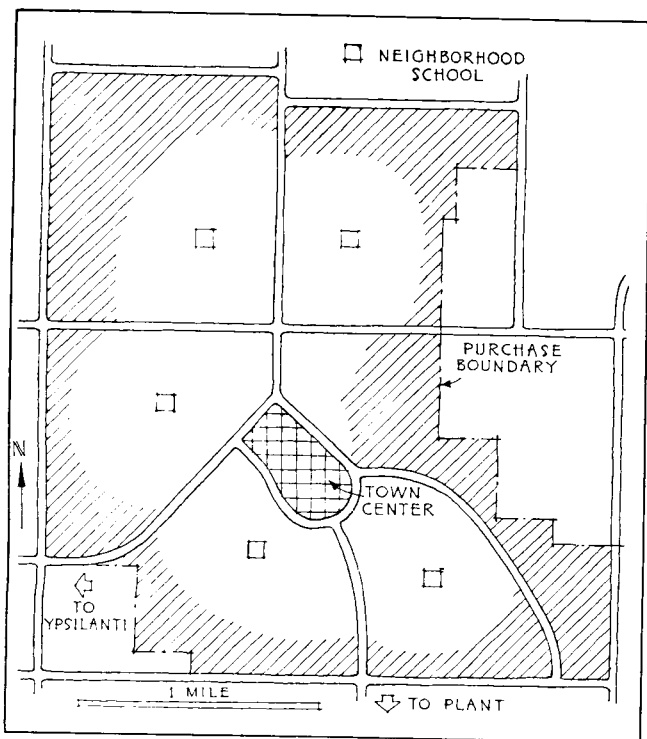 NEIGHBORHOOD
SCHOOL
PURCHASE
BOUNDARY
N
TOWN
CENTER
TO
YPSILANTI
1 MILE
TO PLANT